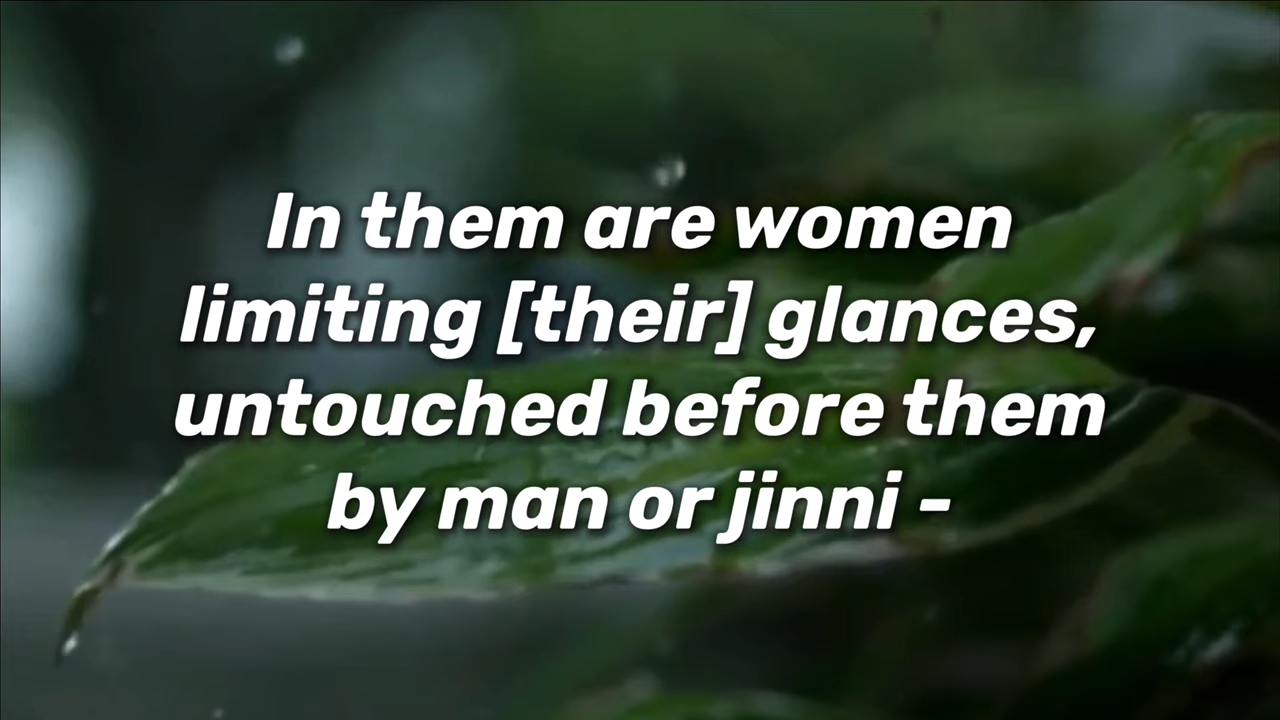 In them are women
limiting [their] glances,
untouched before them
by man or jinni -